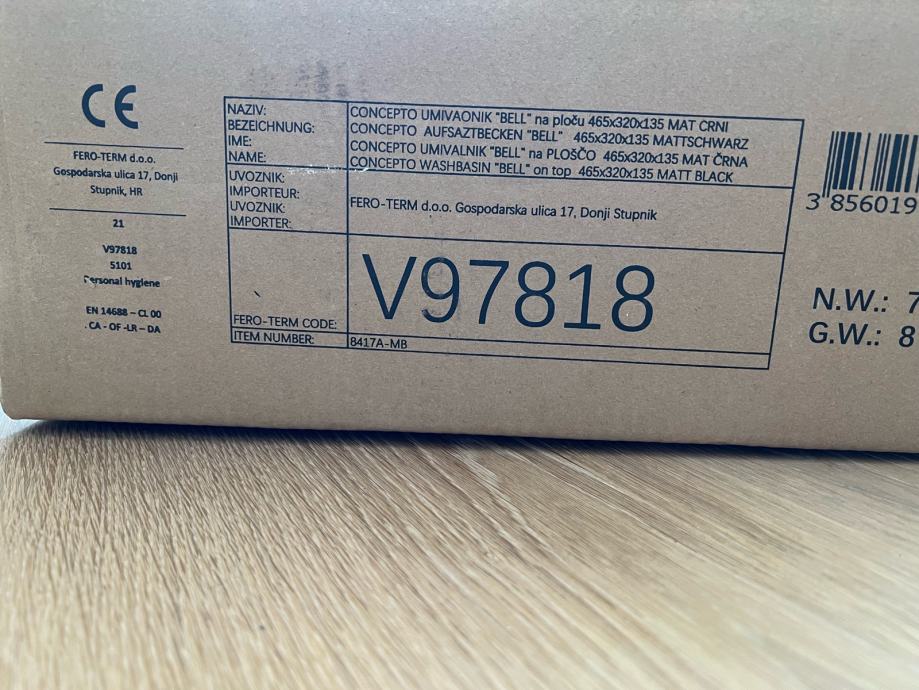 CE
FERO-TERM d.o.o.
Gospodarska ulica 17, Donji
Stupnik, HR
21
V97818
5101
Personal hygiene
EN 14688 – CL 00
. CA - OF -LR – DA
NAZIV:
BEZEICHNUNG:
IME:
NAME:
CONCEPTO UMIVAONIK "BELL" na ploču 465x320x135 MAT CRNI
CONCEPTO AUFSAZTBECKEN "BELL" 465x320x135 MATTSCHWARZ
CONCEPTO UMIVALNIK "BELL" na PLOŠČO 465x320x135 MAT ČRNA
CONCEPTO WASHBASIN "BELL" on top 465x320x135 MATT BLACK
UVOZNIK:
IMPORTEUR:
UVOZNIK:
IMPORTER:
FERO-TERM d.o.o. Gospodarska ulica 17, Donji Stupnik
FERO-TERM CODE:
V97818
ITEM NUMBER:
8417A-MB
3 856019
N.W.: 7
G.W.: 8